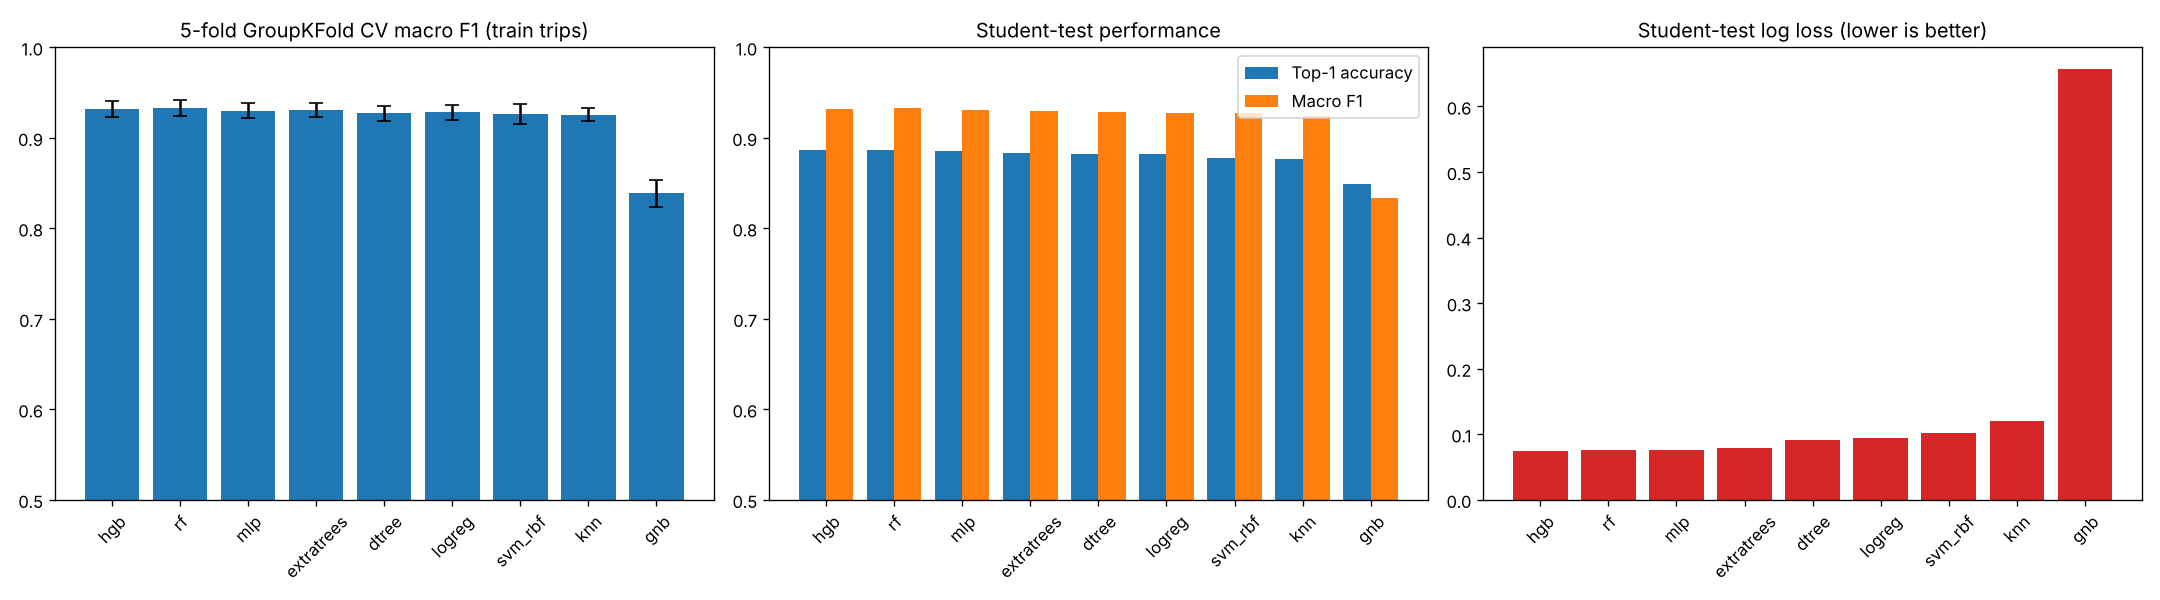 5-fold GroupKFold CV macro F1 (train trips)
1.0
0.9
0.8
0.7
0.6
0.5
hgb
rf
mlp
extratrees
dtree
logreg
svm_rbf
knn
gnb
Student-test performance
Top-1 accuracy
Macro F1
1.0
0.9
0.8
0.7
0.6
0.5
hgb
rf
mlp
extratrees
dtree
logreg
svm_rbf
knn
gnb
Student-test log loss (lower is better)
0.6
0.5
0.4
0.3
0.2
0.1
0.0
hgb
rf
mlp
extratrees
dtree
logreg
svm_rbf
knn
gnb